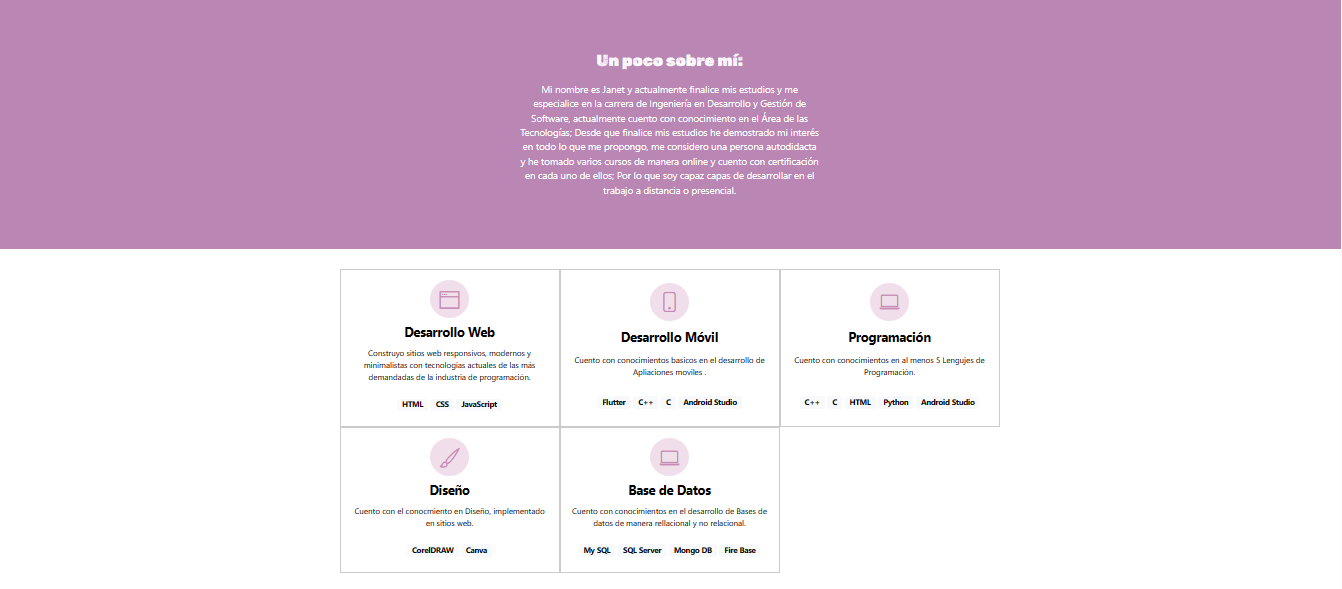 Un poco sobre mí:
Mi nombre es Janet y actualmente finalice mis estudios y me
especialice en la carrera de Ingeniería en Desarrollo y Gestión de
Software, actualmente cuento con conocimiento en el Área de las
Tecnologías; Desde que finalice mis estudios he demostrado mi interés
en todo lo que me propongo, me considero una persona autodidacta
y he tomado varios cursos de manera online y cuento con certificación
en cada uno de ellos; Por lo que soy capaz capas de desarrollar en el
trabajo a distancia o presencial.
Desarrollo Web
Construyo sitios web responsivos, modernos y
minimalistas con tecnologías actuales de las más
demandadas de la industria de programación.
HTML CSS JavaScript
Desarrollo Móvil
Cuento con conocimientos basicos en el desarrollo de
Apliaciones moviles .
Flutter C++ C Android Studio
Programación
Cuento con conocimientos en al menos 5 Lengujes de
Programación.
C++ C HTML Python Android Studio
Diseño
Cuento con el conocmiento en Diseño, implementado
en sitios web.
CorelDRAW Canva
Base de Datos
Cuento con conocimientos en el desarrollo de Bases de
datos de manera rellacional y no relacional.
My SQL SQL Server Mongo DB Fire Base